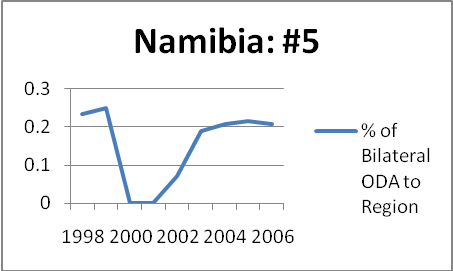 Namibia: #5
0.3
0.2
0.1
0
1998 2000 2002 2004 2006
% of
Bilateral
ODA to
Region